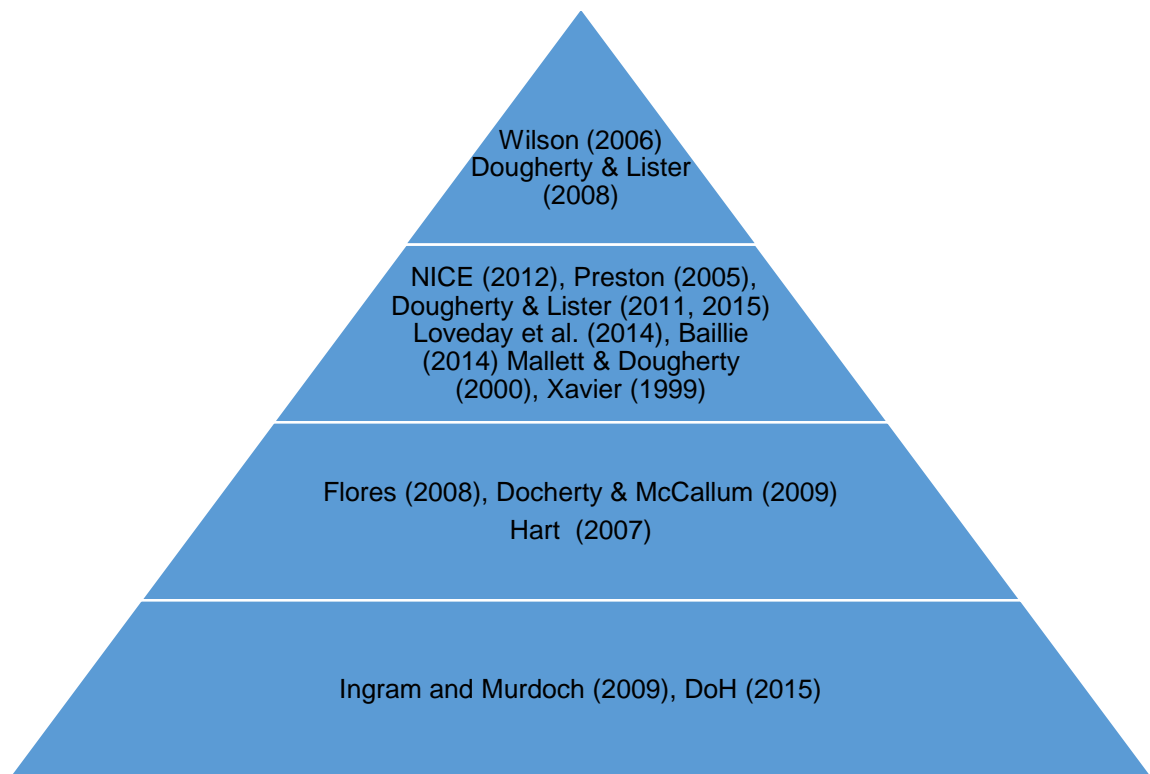 Wilson (2006)
Dougherty & Lister
(2008)
NICE (2012), Preston (2005),
Dougherty & Lister (2011, 2015)
Loveday et al. (2014), Baillie
(2014) Mallett & Dougherty
(2000), Xavier (1999)
Flores (2008), Docherty & McCallum (2009)
Hart  (2007)
Ingram and Murdoch (2009), DoH (2015)